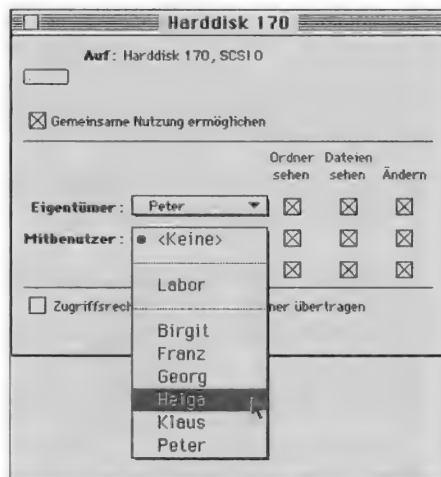 Harddisk 170
Auf: Harddisk 170, SCSI 0
Gemeinsame Nutzung ermöglichen
Ordner sehen Dateien sehen Ändern
Eigentümer: Peter
Mitbenutzer: <Keine>
Labor
Zugriffsrech ner übertragen
Birgit
Franz
Georg
Helga
Klaus
Peter